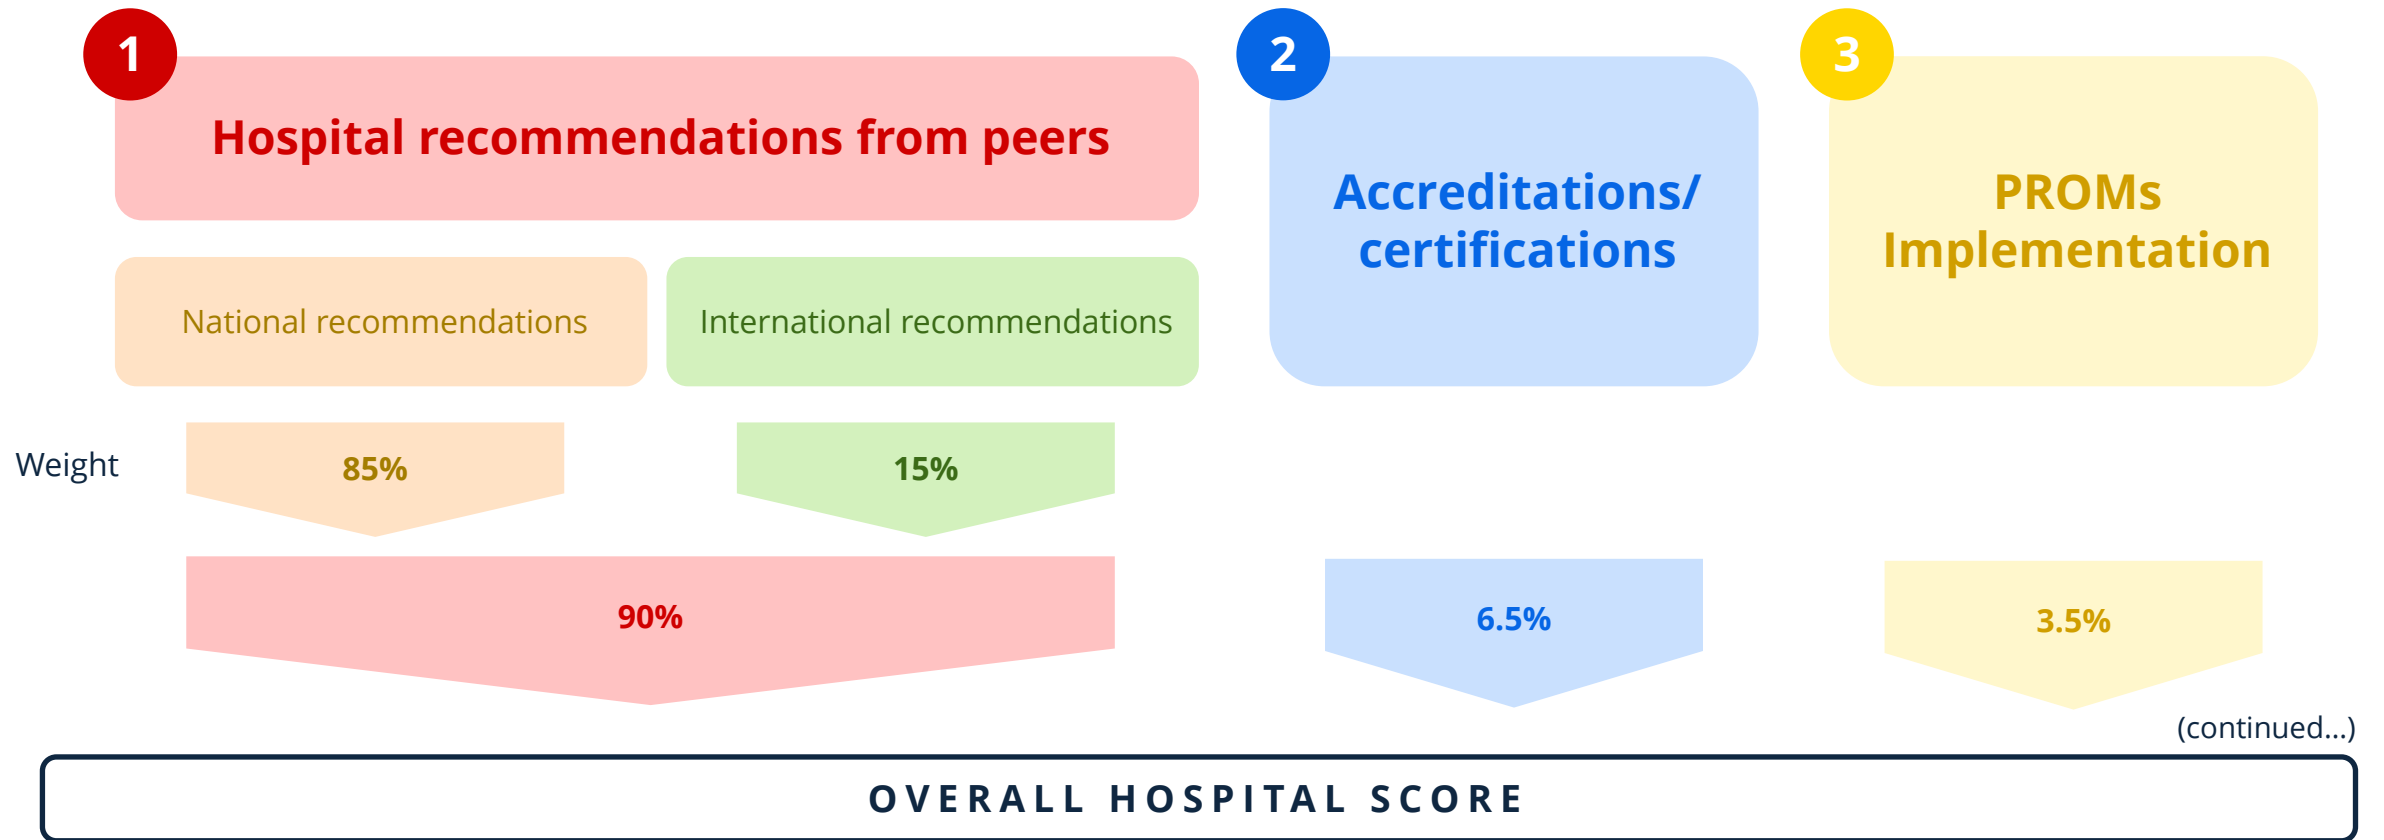 1
Hospital recommendations from peers
2
Accreditations/
certifications
3
PROMs
Implementation
National recommendations
International recommendations
Weight
85%
15%
90%
6.5%
3.5%
(continued...)
OVERALL HOSPITAL SCORE